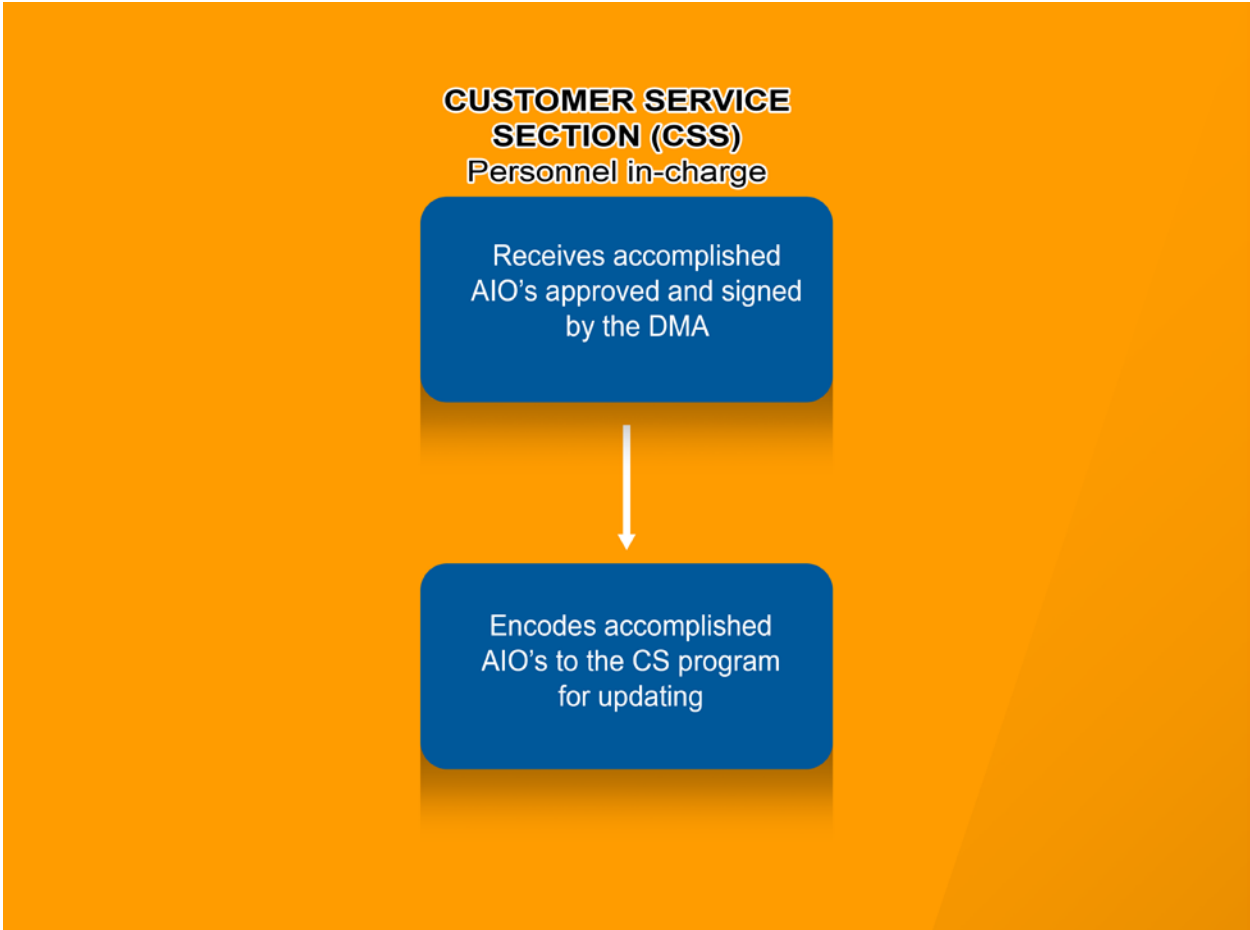 CUSTOMER SERVICE
SECTION (CSS)
Personnel in-charge
Receives accomplished
AIO’s approved and signed
by the DMA
Encodes accomplished
AIO’s to the CS program
for updating